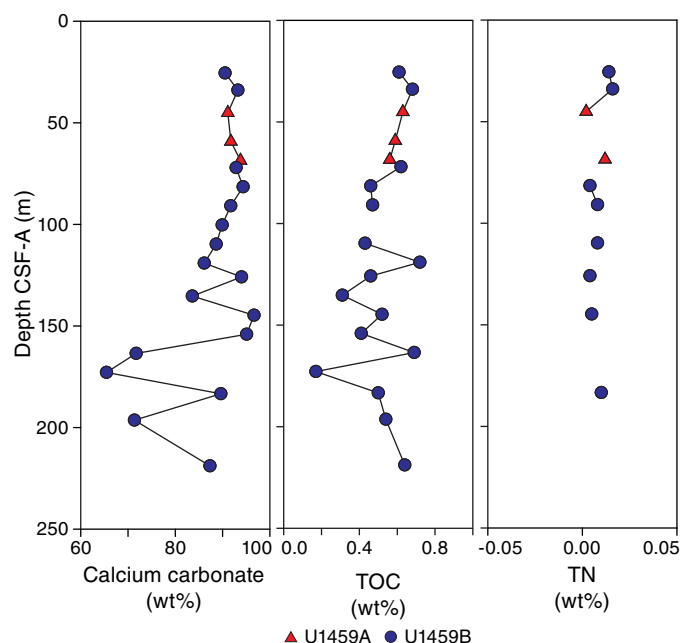 0
50
100
150
200
250
Depth CSF-A (m)
60 80 100
0.0 0.4 0.8
-0.05 0.00 0.05
Calcium carbonate
(wt%)
TOC
(wt%)
TN
(wt%)
U1459A U1459B